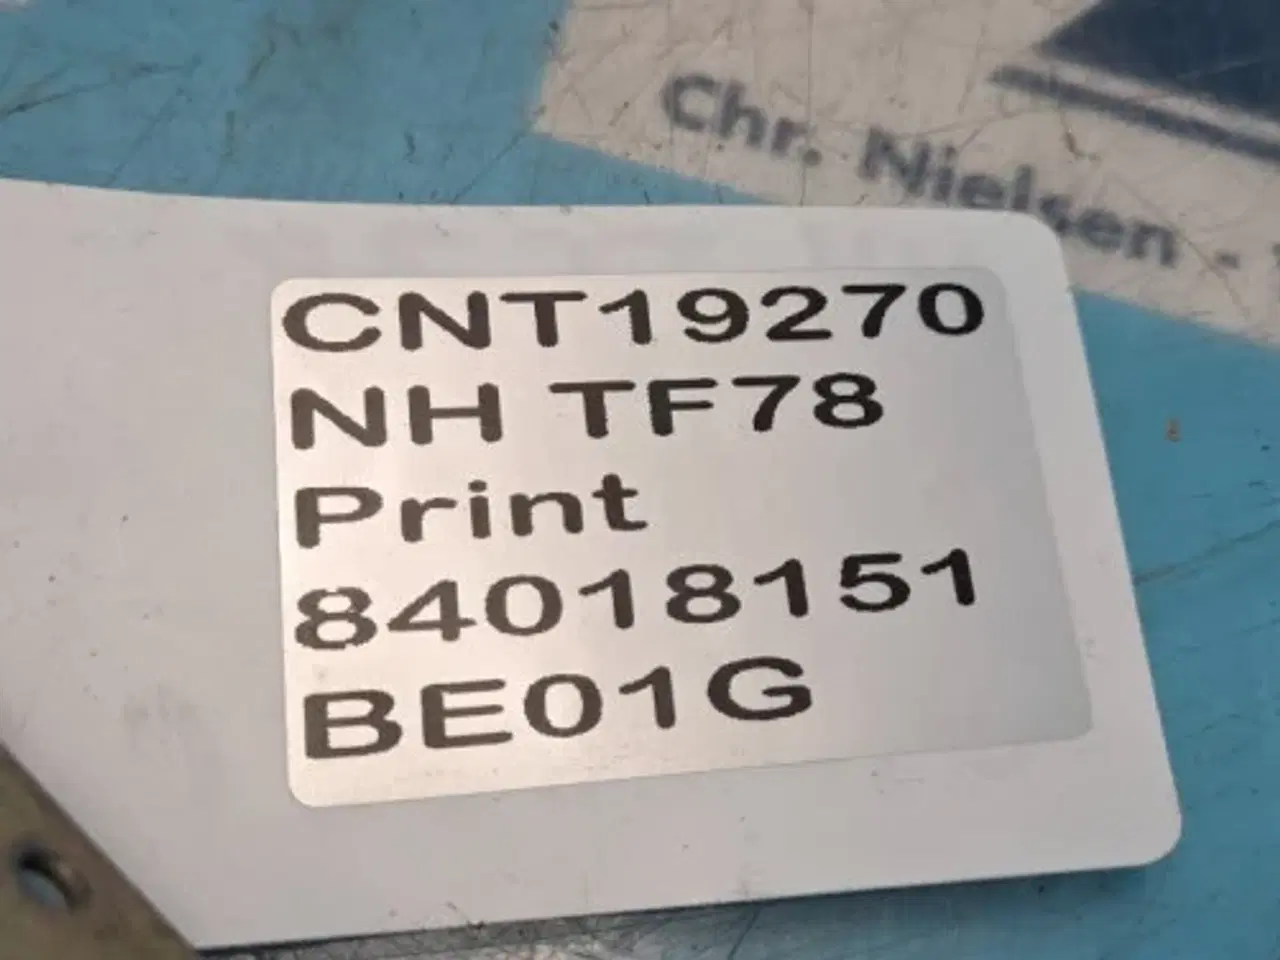 Chr. Nielsen -
CNT19270
NH TF78
Print
84018151
BE01G